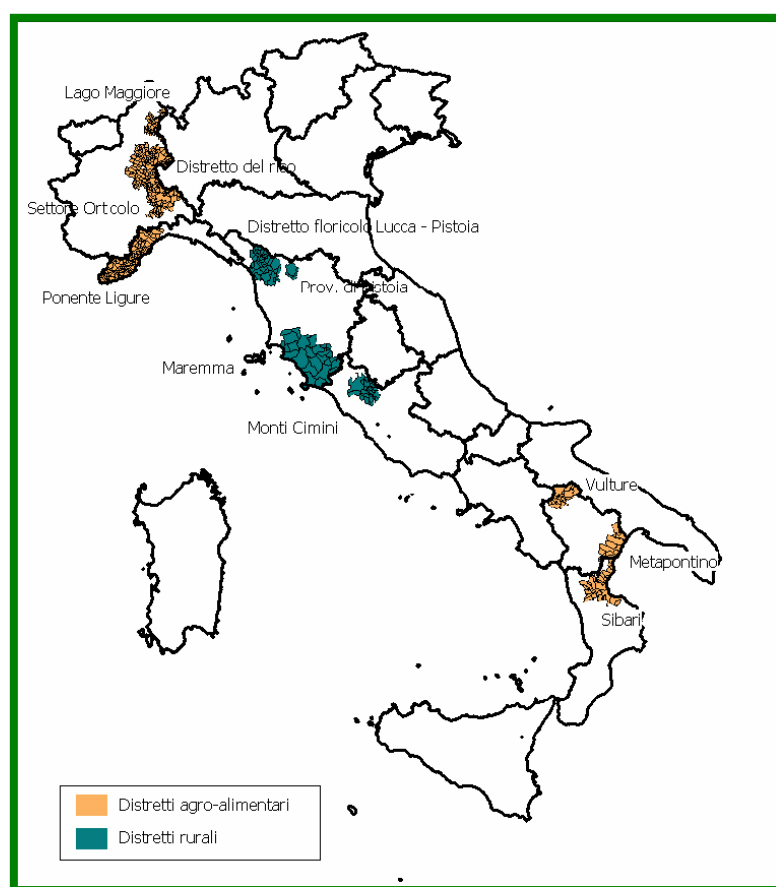 Lago Maggiore
Distretto del riso
Settore Orticolo
Distretto floricolo Lucca - Pistoia
Prov. di Pistoia
Ponente Ligure
Maremma
Monti Cimini
Vulture
Metapontino
Sibari
Distretti agro-alimentari
Distretti rurali